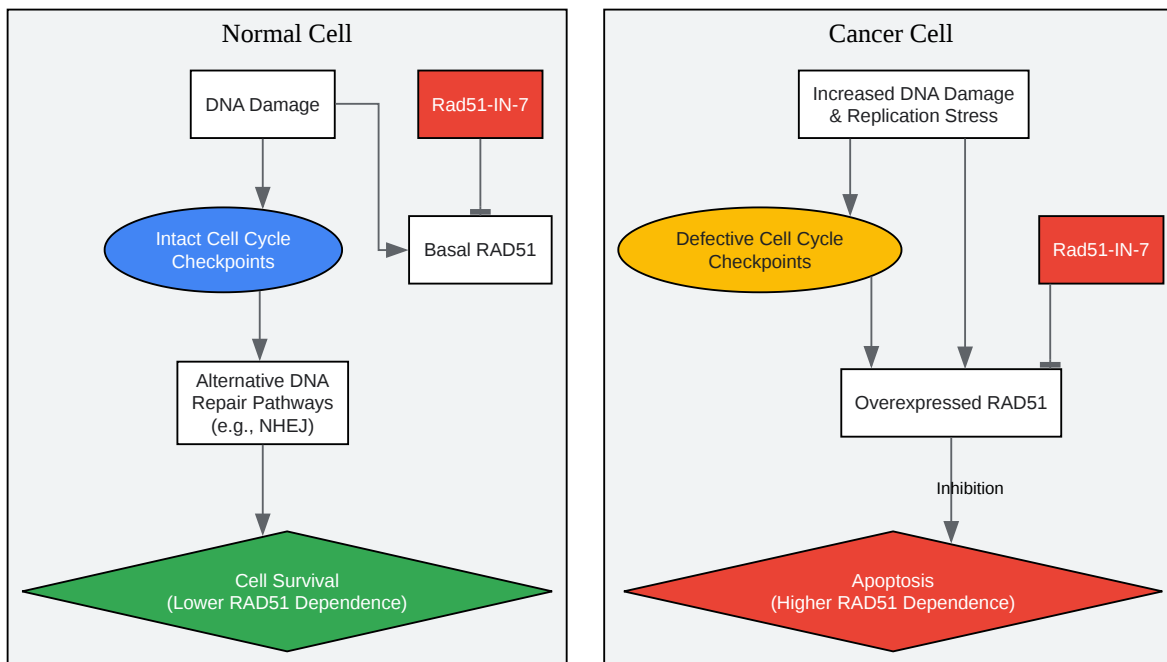 Normal Cell
DNA Damage
Rad51-IN-7
Intact Cell Cycle
Checkpoints
Basal RAD51
Alternative DNA
Repair Pathways
(e.g., NHEJ)
Cell Survival
(Lower RAD51 Dependence)
Cancer Cell
Increased DNA Damage
& Replication Stress
Defective Cell Cycle
Checkpoints
Rad51-IN-7
Overexpressed RAD51
Inhibition
Apoptosis
(Higher RAD51 Dependence)